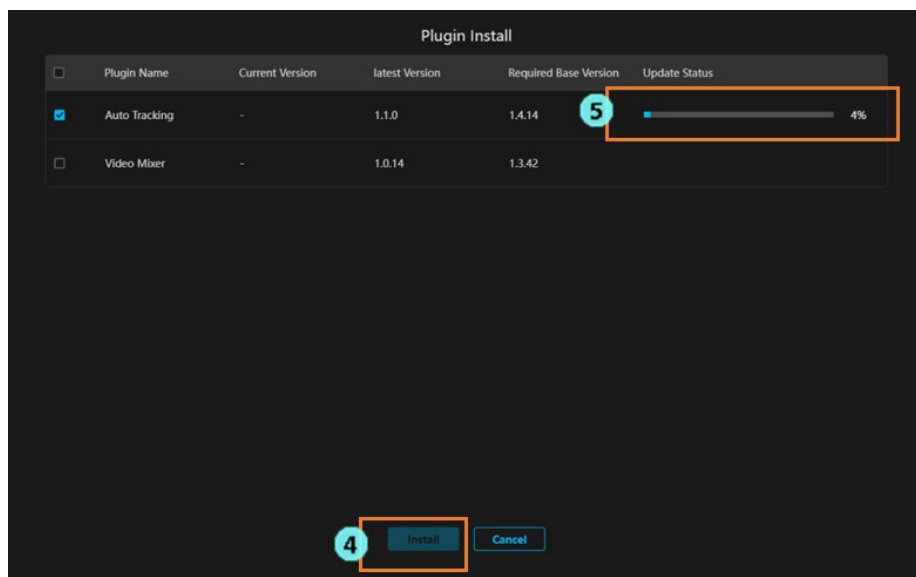 Plugin Install
Plugin Name Current Version latest Version Required Base Version Update Status
Auto Tracking - 1.1.0 1.4.14 5 4%
Video Mixer - 1.0.14 1.3.42
4 Install Cancel